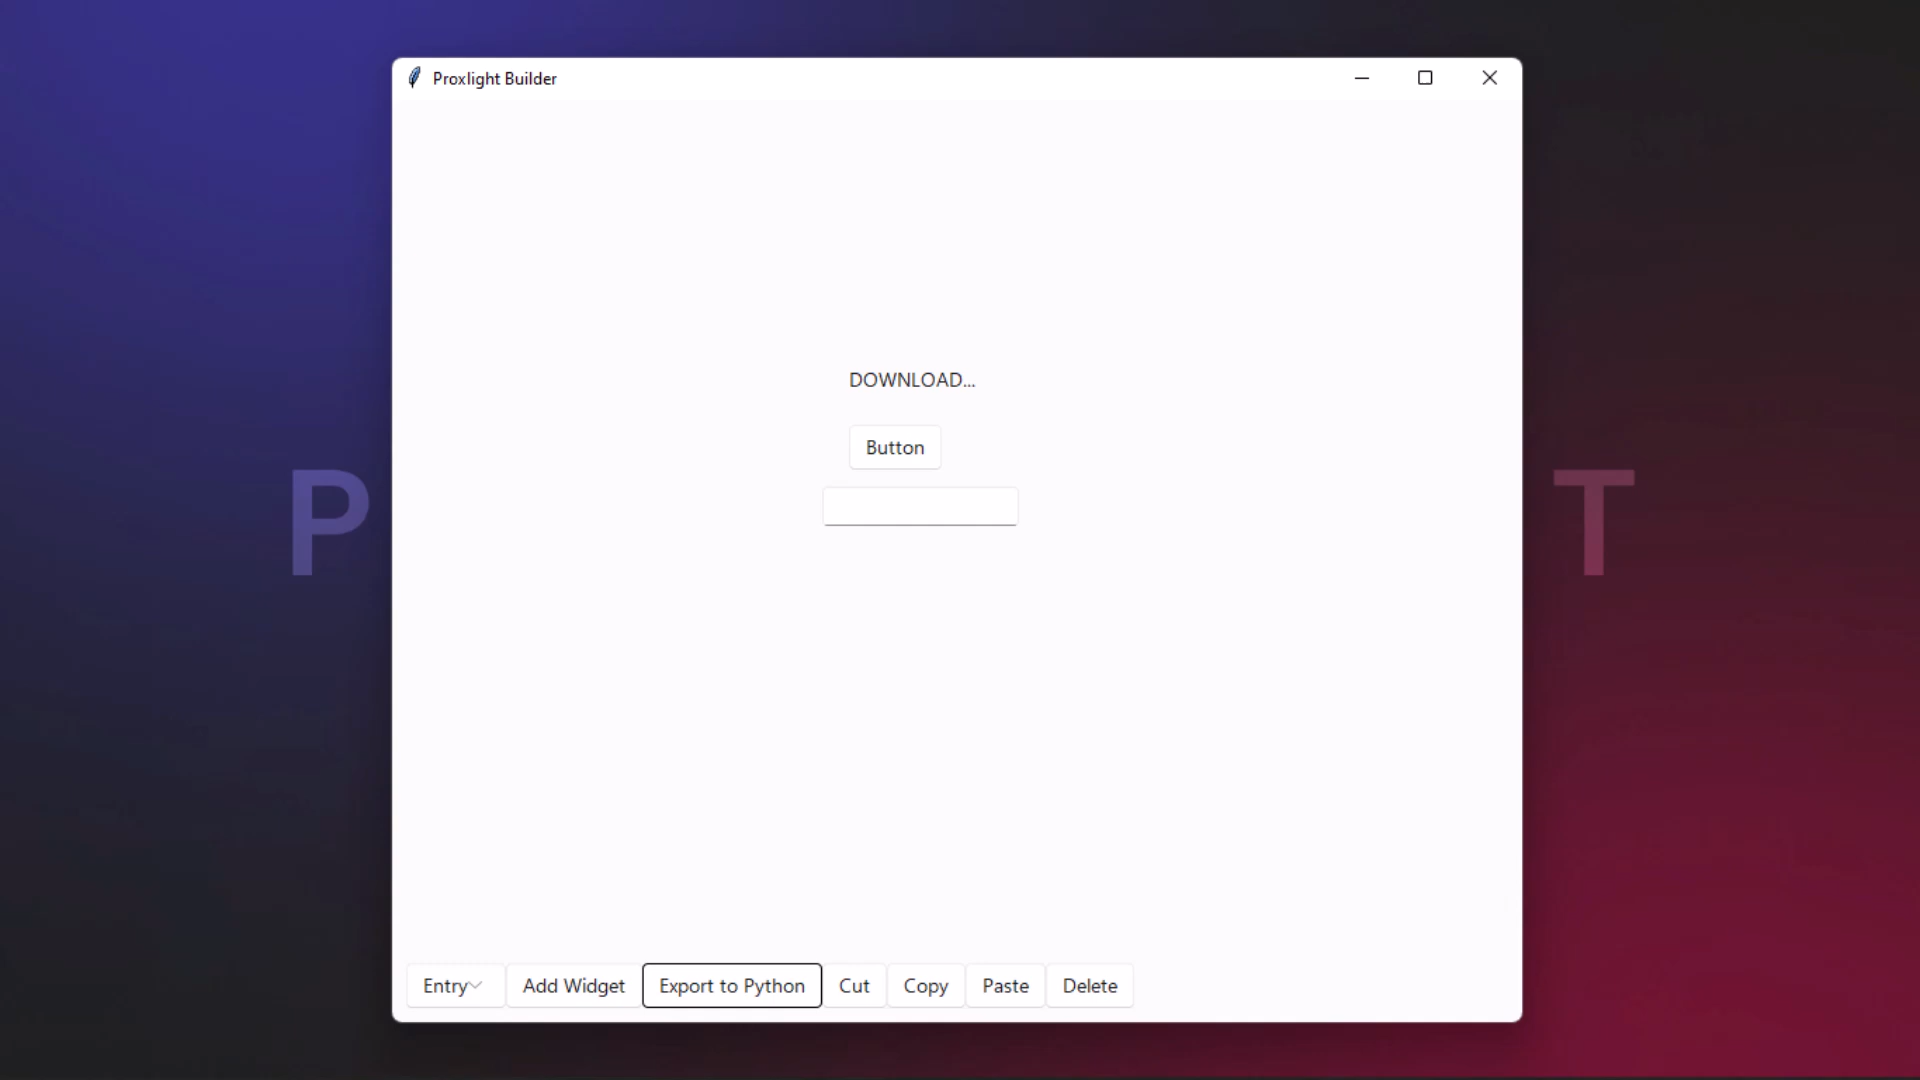 Proxlight Builder
DOWNLOAD...
Button
P
T
Entry
Add Widget
Export to Python
Cut
Copy
Paste
Delete